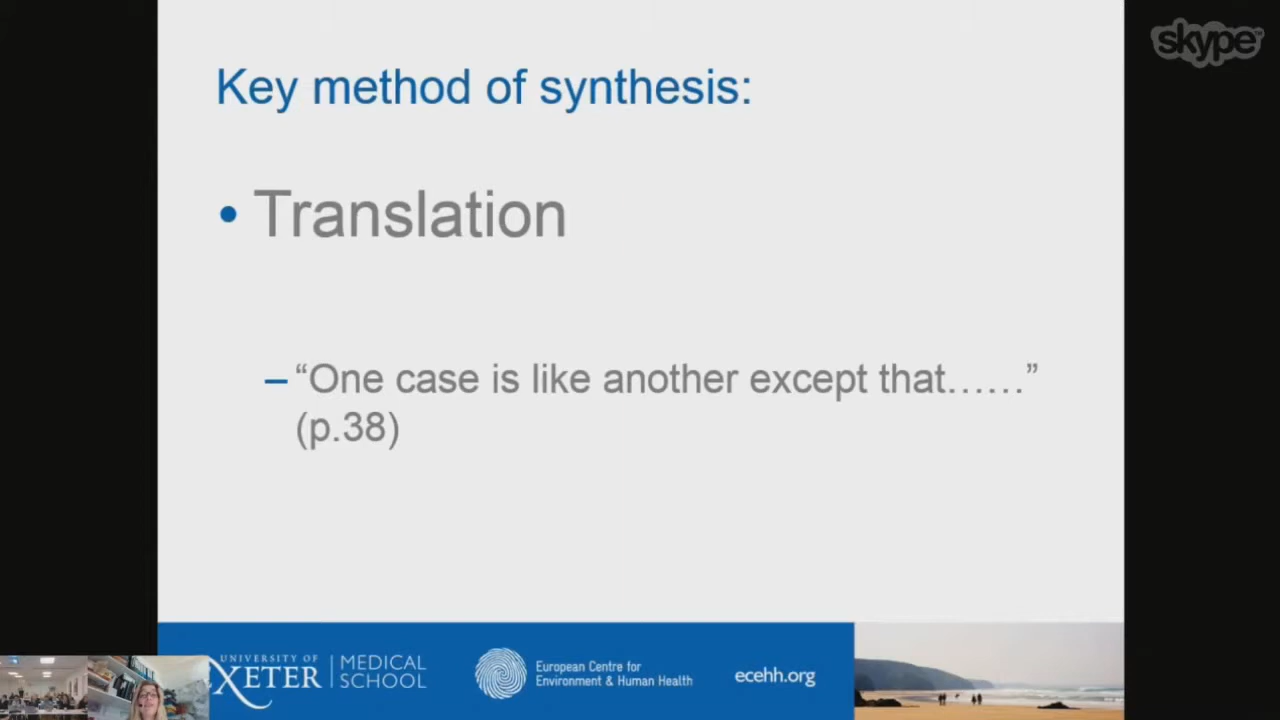 skype
Key method of synthesis:
• Translation
– “One case is like another except that……”
(p.38)
UNIVERSITY OF
EXETER
MEDICAL
SCHOOL
European Centre for
Environment & Human Health
ecehh.org